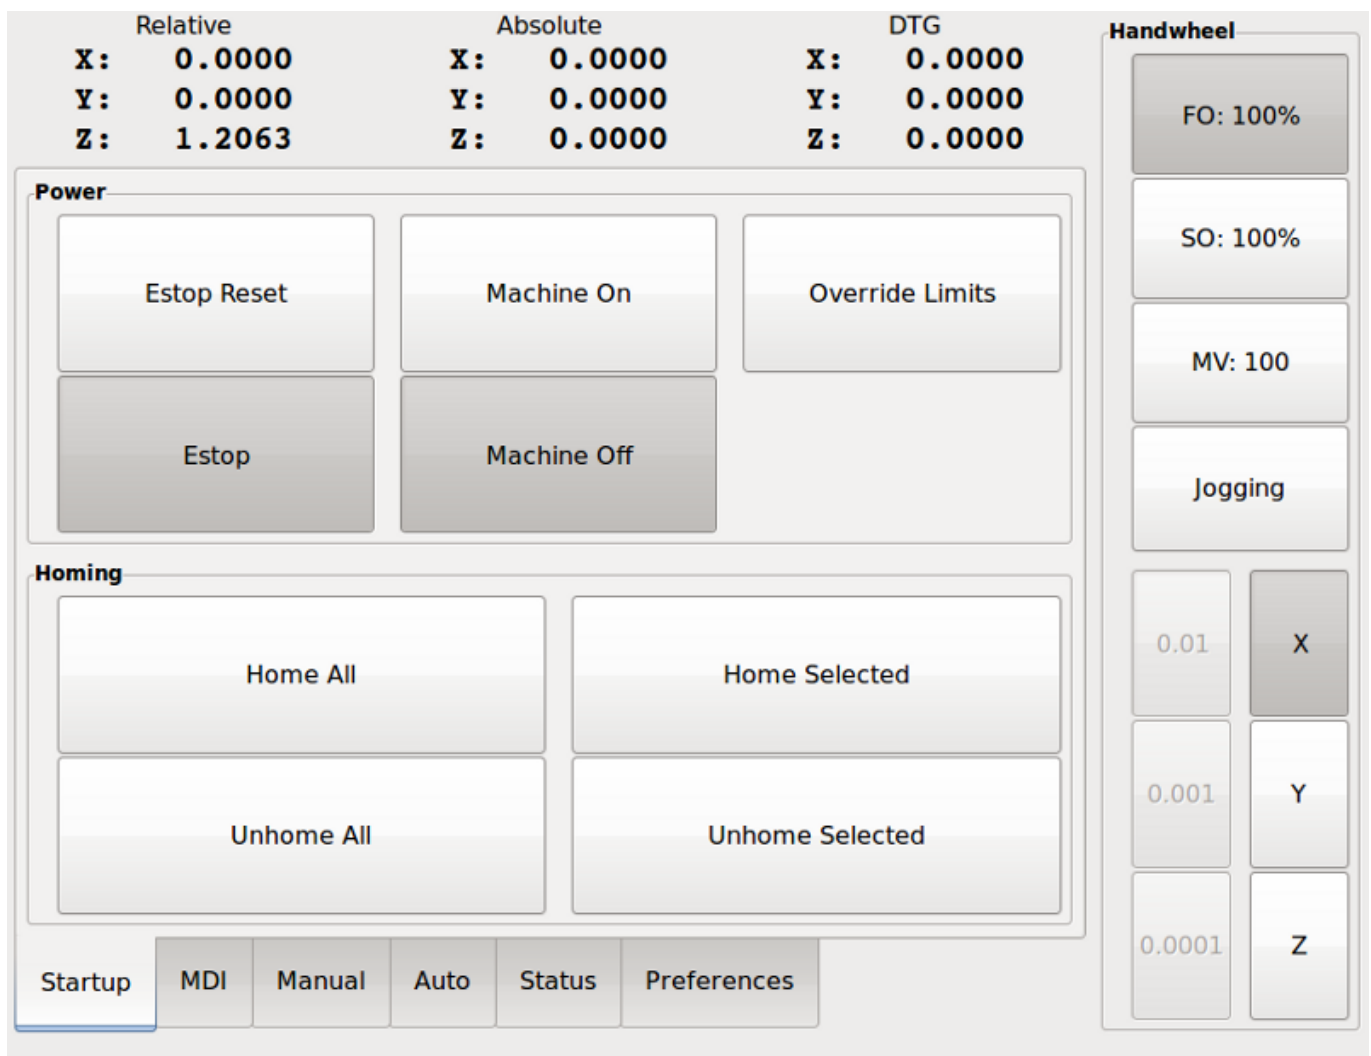 Relative Absolute DTG
X: 0.0000 X: 0.0000 X: 0.0000
Y: 0.0000 Y: 0.0000 Y: 0.0000
Z: 1.2063 Z: 0.0000 Z: 0.0000
Power
Estop Reset Machine On Override Limits
Estop Machine Off
Homing
Home All Home Selected
Unhome All Unhome Selected
Startup MDI Manual Auto Status Preferences
Handwheel
FO: 100%
SO: 100%
MV: 100
Jogging
0.01 X
0.001 Y
0.0001 Z